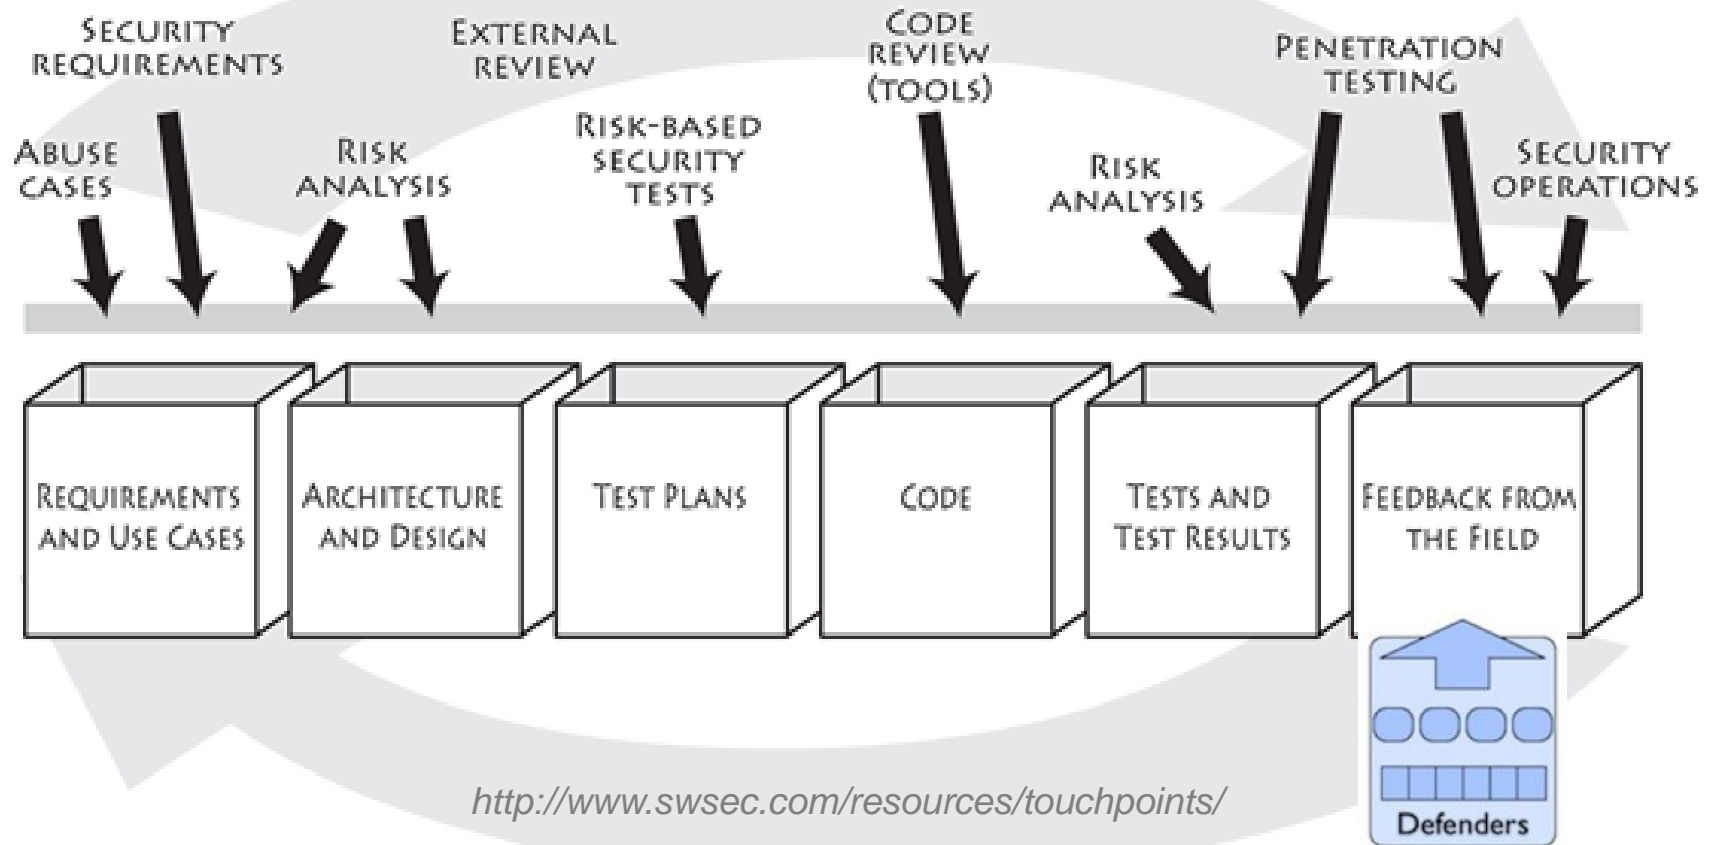 SECURITY
REQUIREMENTS
EXTERNAL
REVIEW
CODE
REVIEW
(TOOLS)
PENETRATION
TESTING
ABUSE
CASES
RISK
ANALYSIS
RISK-BASED
SECURITY
TESTS
RISK
ANALYSIS
SECURITY
OPERATIONS
REQUIREMENTS
AND USE CASES
ARCHITECTURE
AND DESIGN
TEST PLANS
CODE
TESTS AND
TEST RESULTS
FEEDBACK FROM
THE FIELD
http://www.swsec.com/resources/touchpoints/
Defenders